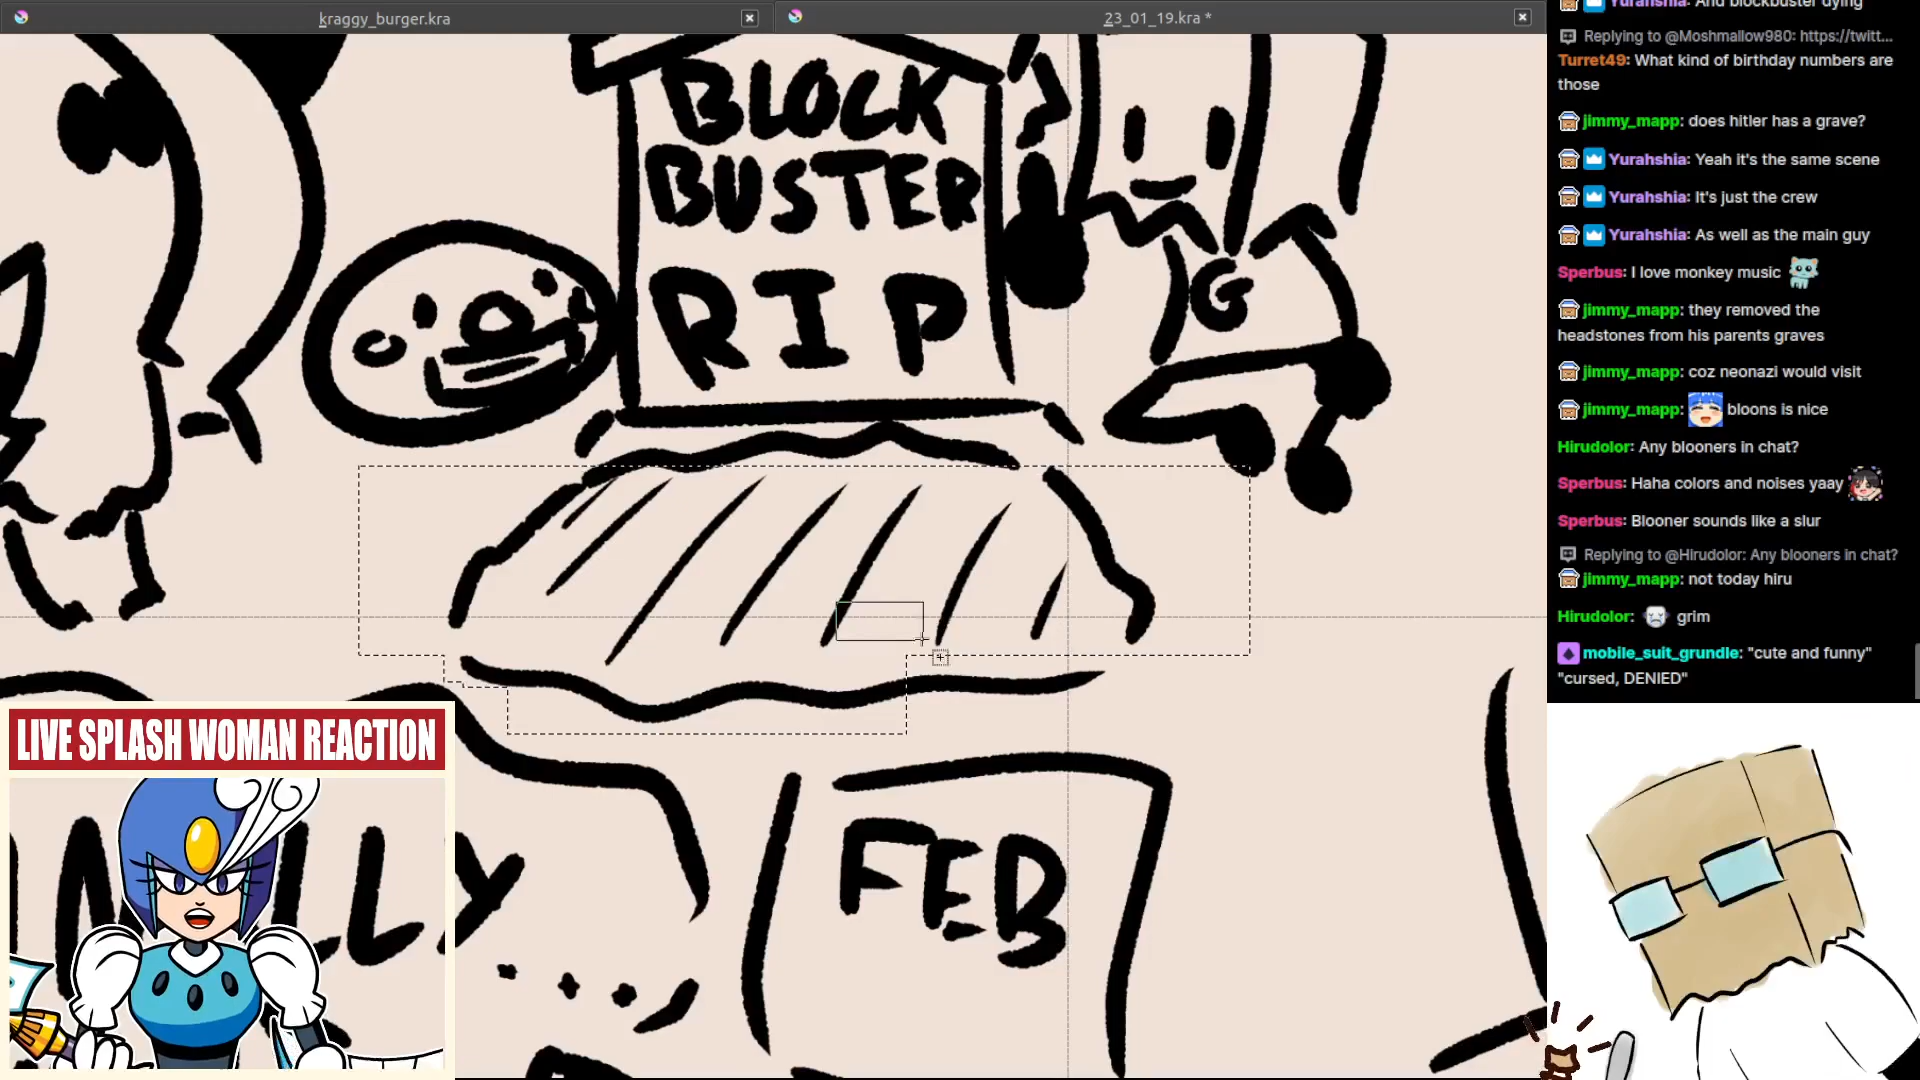 kraggy_burger.kra
23_01_19.kra *
BLOCK
BUSTER
RIP
G
FEB
LLY
LIVE SPLASH WOMAN REACTION
Yurahshia: And blockbuster dying
Replying to @Moshmallow980: https://twitt...
Turret49: What kind of birthday numbers are
those
jimmy_mapp: does hitler has a grave?
Yurahshia: Yeah it's the same scene
Yurahshia: It's just the crew
Yurahshia: As well as the main guy
Sperbus: I love monkey music
jimmy_mapp: they removed the
headstones from his parents graves
jimmy_mapp: coz neonazi would visit
jimmy_mapp: bloons is nice
Hirudolor: Any blooners in chat?
Sperbus: Haha colors and noises yaay
Sperbus: Blooner sounds like a slur
Replying to @Hirudolor: Any blooners in chat?
jimmy_mapp: not today hiru
Hirudolor: grim
mobile_suit_grundle: "cute and funny"
"cursed, DENIED"